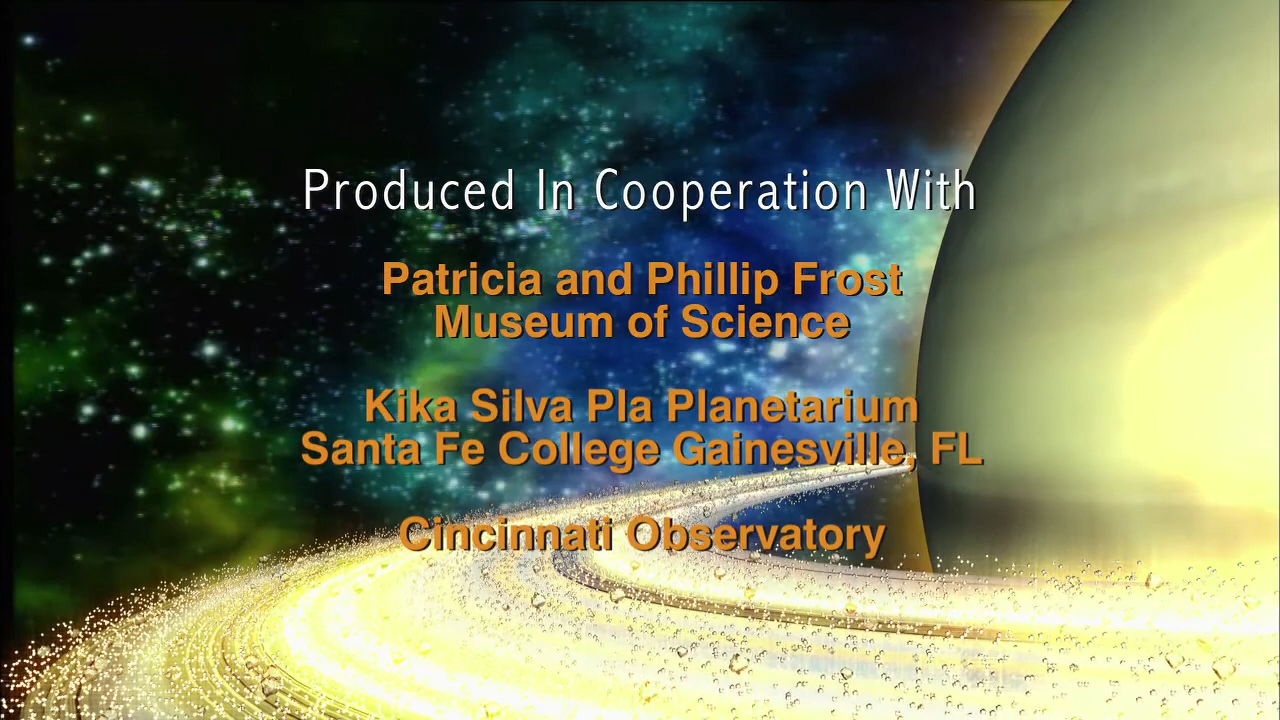 Produced In Cooperation With
Patricia and Phillip Frost
Museum of Science
Kika Silva Pla Planetarium
Santa Fe College Gainesville, FL
Cincinnati Observatory